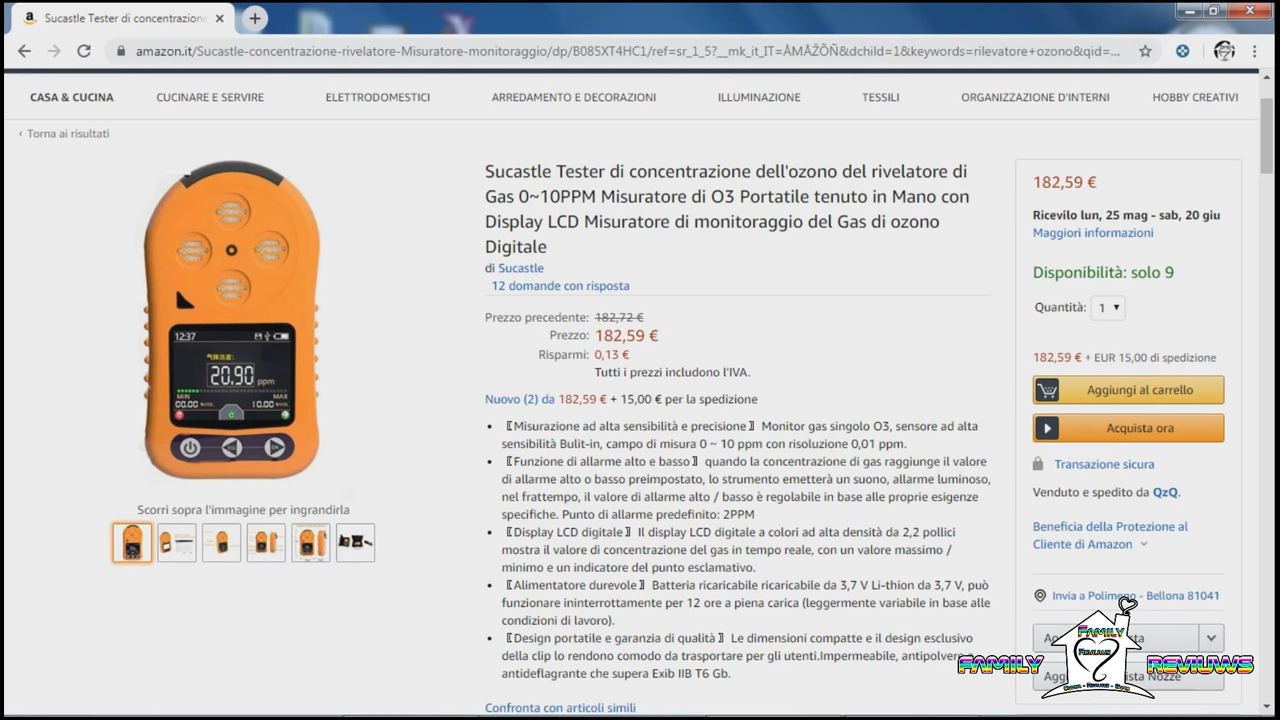 Sucastle Tester di concentrazione
amazon.it/Sucastle-concentrazione-rivelatore-Misuratore-monitoraggio/dp/B085XT4HC1/ref=sr_1_5?__mk_it_IT=ÅMÅŽÕÑ&dchild=1&keywords=rilevatore+ozono&qid=...
CASA & CUCINA CUCINARE E SERVIRE ELETTRODOMESTICI ARREDAMENTO E DECORAZIONI ILLUMINAZIONE TESSILI ORGANIZZAZIONE D'INTERNI HOBBY CREATIVI
‹ Torna ai risultati
12:37
20.90 ppm
MIN MAX
00.00 %VOL 10.00 %VOL
ESC OK
Scorri sopra l'immagine per ingrandirla
Sucastle Tester di concentrazione dell'ozono del rivelatore di
Gas 0~10PPM Misuratore di O3 Portatile tenuto in Mano con
Display LCD Misuratore di monitoraggio del Gas di ozono
Digitale
di Sucastle
12 domande con risposta
Prezzo precedente: 182,72 €
Prezzo: 182,59 €
Risparmi: 0,13 €
Tutti i prezzi includono l'IVA.
Nuovo (2) da 182,59 € + 15,00 € per la spedizione
• 〖Misurazione ad alta sensibilità e precisione〗 Monitor gas singolo O3, sensore ad alta
sensibilità Bulit-in, campo di misura 0 ~ 10 ppm con risoluzione 0,01 ppm.
• 〖Funzione di allarme alto e basso〗 quando la concentrazione di gas raggiunge il valore
di allarme alto o basso preimpostato, lo strumento emetterà un suono, allarme luminoso,
nel frattempo, il valore di allarme alto / basso è regolabile in base alle proprie esigenze
specifiche. Punto di allarme predefinito: 2PPM
• 〖Display LCD digitale〗 Il display LCD digitale a colori ad alta densità da 2,2 pollici
mostra il valore di concentrazione del gas in tempo reale, con un valore massimo /
minimo e un indicatore del punto esclamativo.
• 〖Alimentatore durevole〗 Batteria ricaricabile ricaricabile da 3,7 V Li-thion da 3,7 V, può
funzionare ininterrottamente per 12 ore a piena carica (leggermente variabile in base alle
condizioni di lavoro).
• 〖Design portatile e garanzia di qualità〗 Le dimensioni compatte e il design esclusivo
della clip lo rendono comodo da trasportare per gli utenti.Impermeabile, antipolvere
antideflagrante che supera Exib IIB T6 Gb.
Confronta con articoli simili
182,59 €
Ricevilo lun, 25 mag - sab, 20 giu
Maggiori informazioni
Disponibilità: solo 9
Quantità: 1
182,59 € + EUR 15,00 di spedizione
Aggiungi al carrello
Acquista ora
Transazione sicura
Venduto e spedito da QzQ.
Beneficia della Protezione al
Cliente di Amazon
Invia a Polimeno - Bellona 81041
FAMILY
REVIUWS
FAMILY REVIUWS